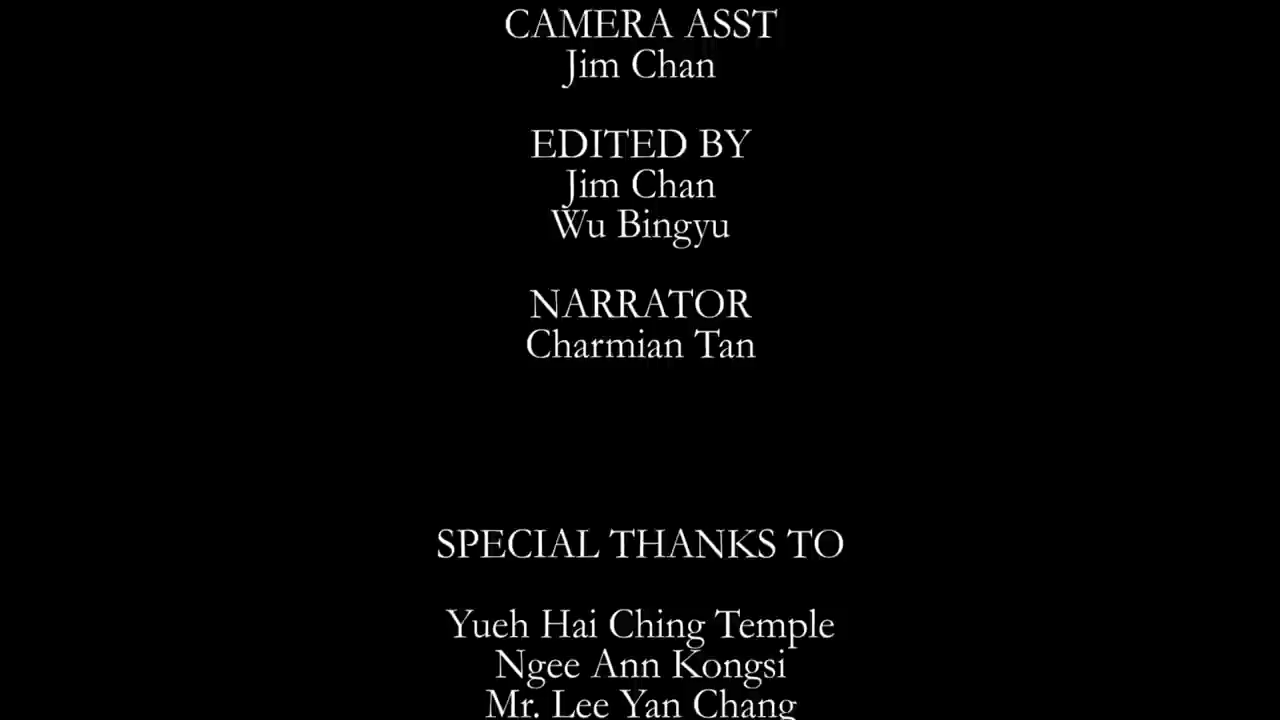 CAMERA ASST
Jim Chan
EDITED BY
Jim Chan
Wu Bingyu
NARRATOR
Charmian Tan
SPECIAL THANKS TO
Yueh Hai Ching Temple
Ngee Ann Kongsi
Mr. Lee Yan Chang